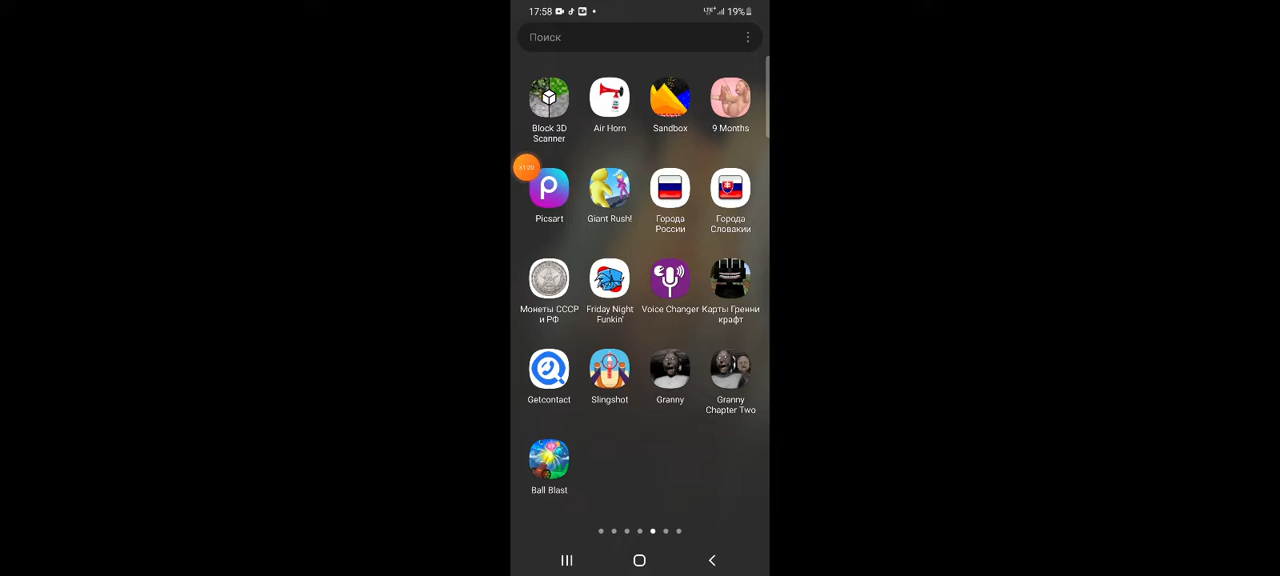 17:58 LTE+ 19%
Поиск
Block 3D Air Horn Sandbox 9 Months
Scanner
Picsart Giant Rush! Города Города
России Словакии
Монеты СССР Friday Night Voice Changer Карты Гренни
и РФ Funkin' крафт
Getcontact Slingshot Granny Granny
Chapter Two
Ball Blast